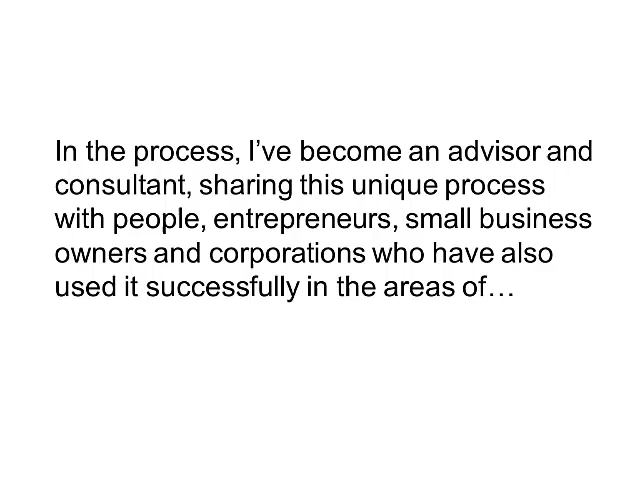 In the process, I’ve become an advisor and
consultant, sharing this unique process
with people, entrepreneurs, small business
owners and corporations who have also
used it successfully in the areas of…